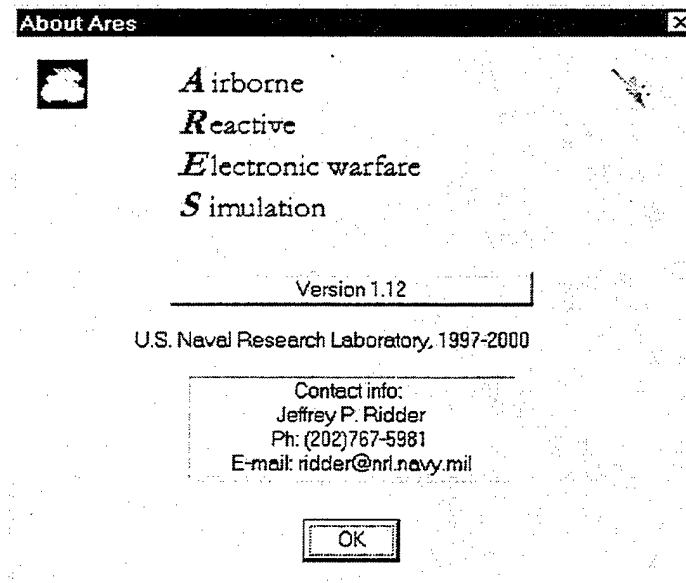 About Ares
Airborne
Reactive
Electronic warfare
Simulation
Version 1.12
U.S. Naval Research Laboratory, 1997-2000
Contact info:
Jeffrey P. Ridder
Ph: (202)767-5981
E-mail: ridder@nrl.navy.mil
OK